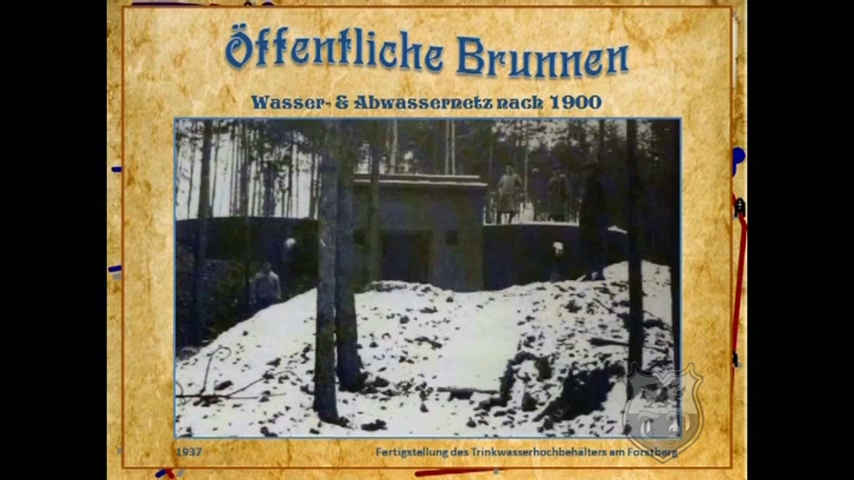 Öffentliche Brunnen
Wasser- & Abwassernetz nach 1900
1937
Fertigstellung des Trinkwasserhochbehälters am Forstberg